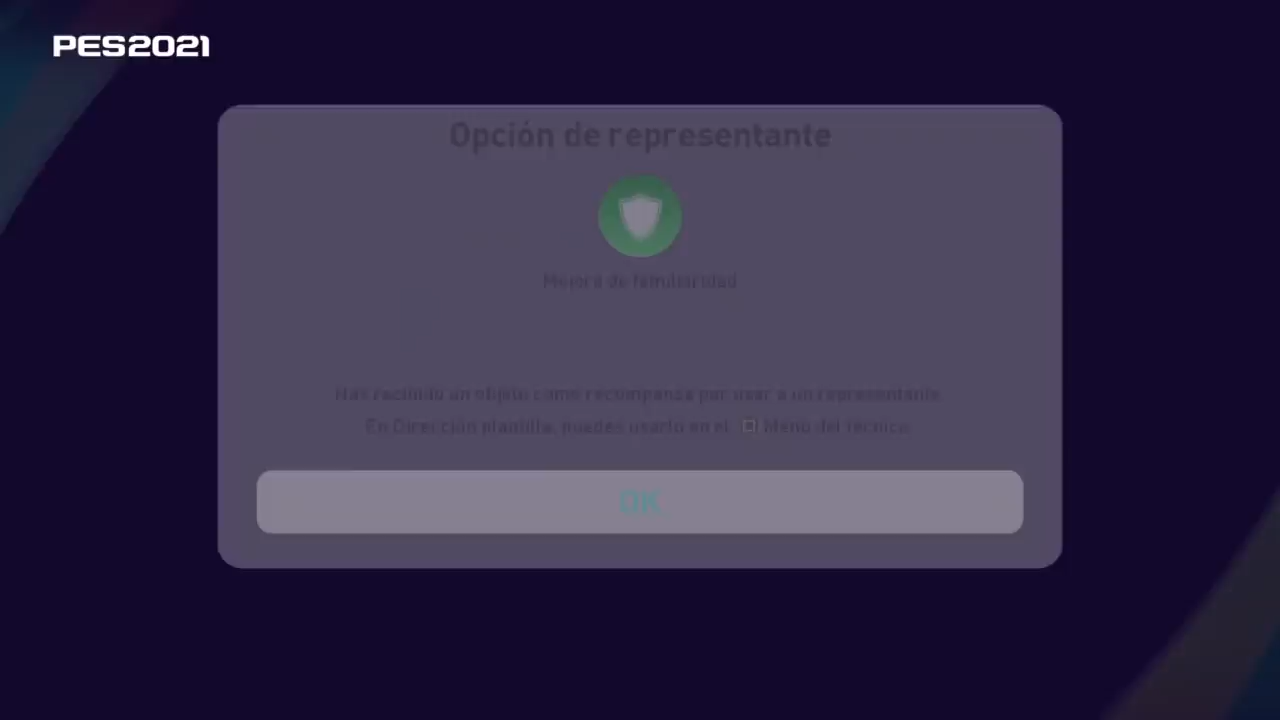 PES2021
Opción de representante
Mejora de familiaridad
Has recibido un objeto como recompensa por usar a un representante.
En Dirección plantilla, puedes usarlo en el Menú del técnico.
OK